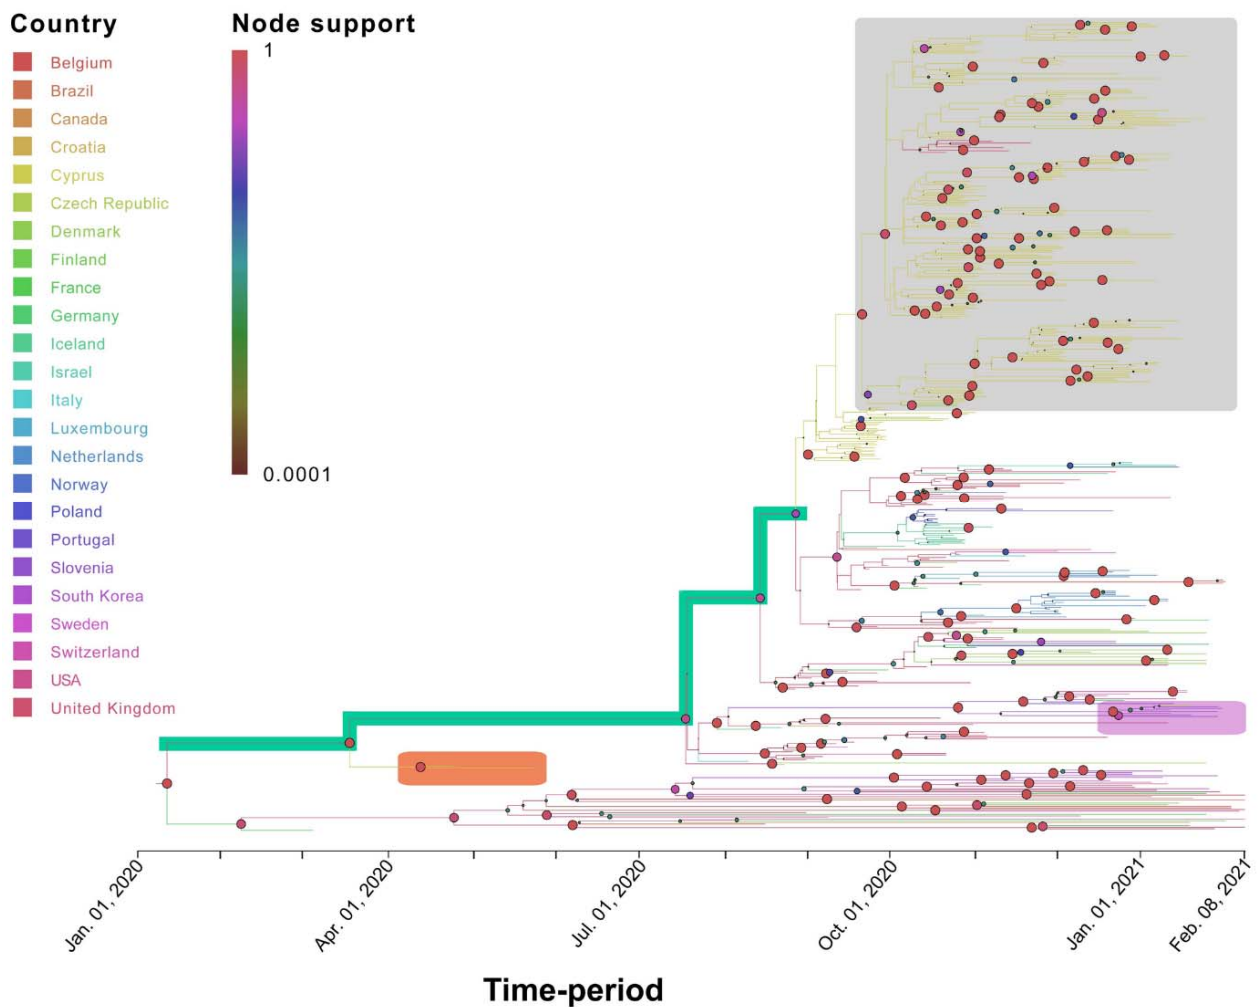 Country
Node support
Belgium
Brazil
Canada
Croatia
Cyprus
Czech Republic
Denmark
Finland
France
Germany
Iceland
Israel
Italy
Luxembourg
Netherlands
Norway
Poland
Portugal
Slovenia
South Korea
Sweden
Switzerland
USA
United Kingdom
1
0.0001
Jan. 01, 2020
Apr. 01, 2020
Jul. 01, 2020
Oct. 01, 2020
Jan. 01, 2021
Feb. 08, 2021
Time-period